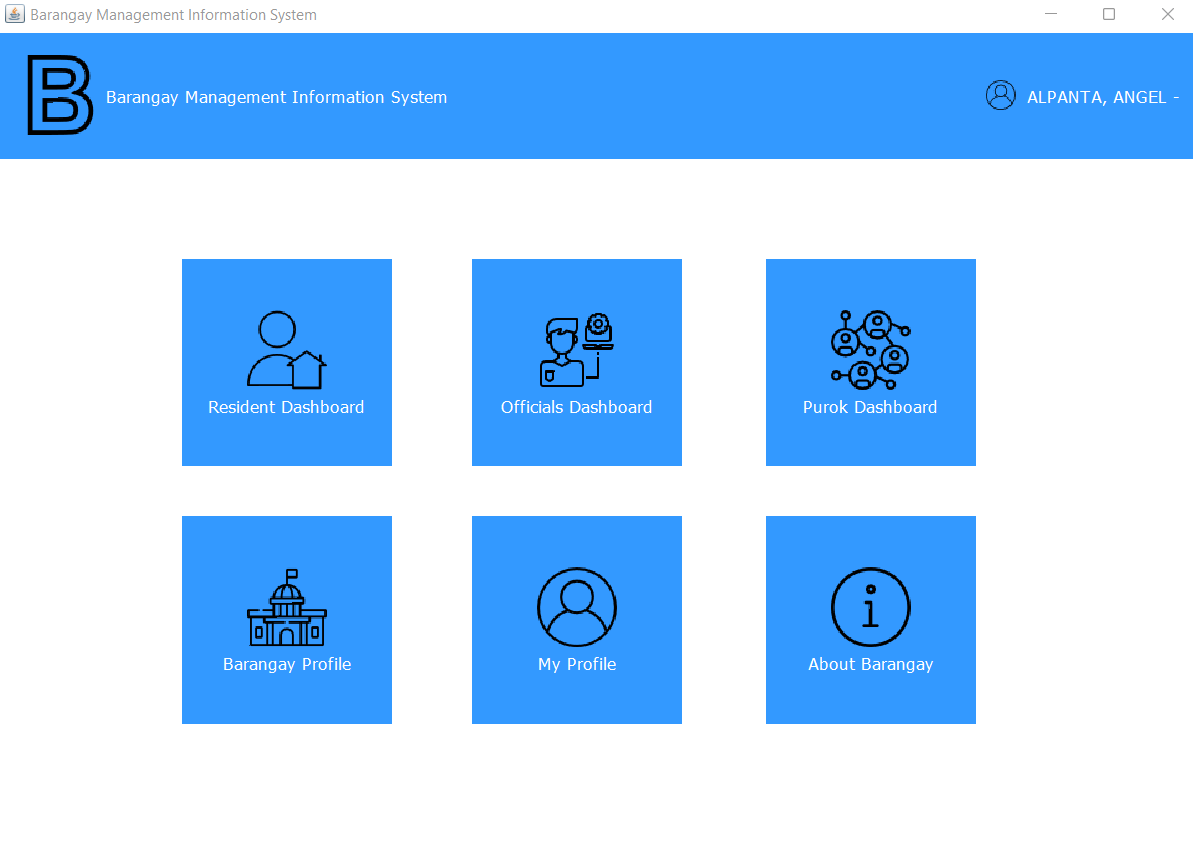 Barangay Management Information System
B
Barangay Management Information System
ALPANTA, ANGEL -
Resident Dashboard
Officials Dashboard
Purok Dashboard
Barangay Profile
My Profile
i
About Barangay